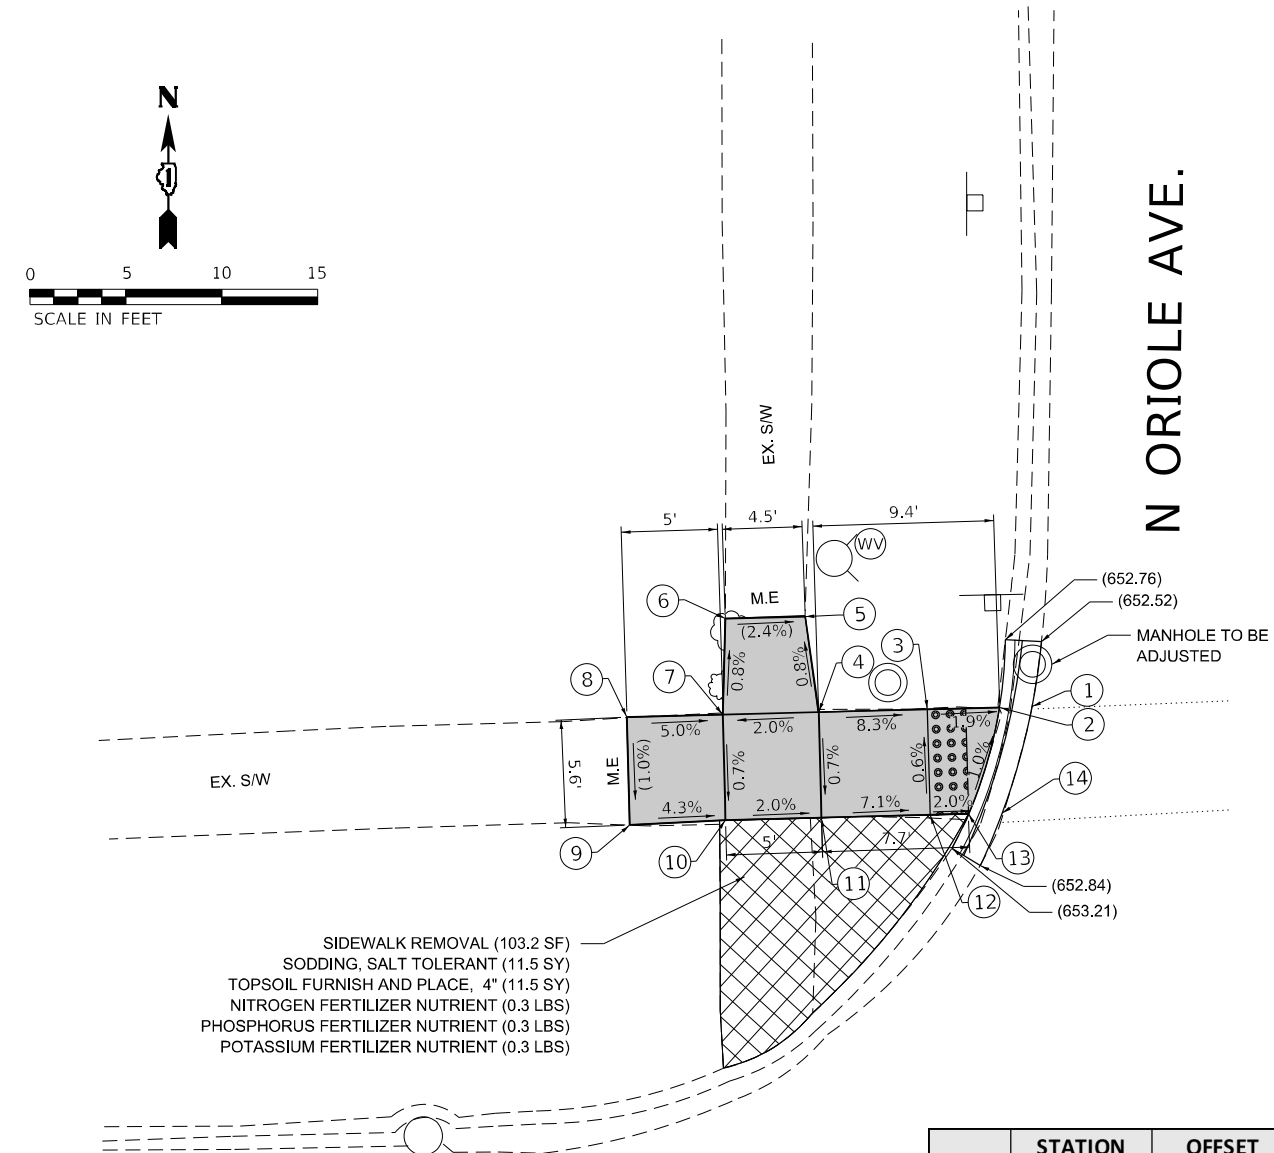 N
0 5 10 15
SCALE IN FEET
N ORIOLE AVE.
EX. S/W
5'
4.5'
9.4'
WV
(652.76)
(652.52)
MANHOLE TO BE
ADJUSTED
6
M.E
5
(2.4%)
3
4
0.8%
0.8%
7
8
1
2
5.0%
2.0%
8.3%
1.9%
EX. S/W
5.6'
M.E
(1.0%)
0.7%
0.7%
0.6%
1.0%
14
4.3%
2.0%
7.1%
2.0%
9
10
5'
7.7'
11
12
13
(652.84)
(653.21)
SIDEWALK REMOVAL (103.2 SF)
SODDING, SALT TOLERANT (11.5 SY)
TOPSOIL FURNISH AND PLACE, 4" (11.5 SY)
NITROGEN FERTILIZER NUTRIENT (0.3 LBS)
PHOSPHORUS FERTILIZER NUTRIENT (0.3 LBS)
POTASSIUM FERTILIZER NUTRIENT (0.3 LBS)
STATION OFFSET